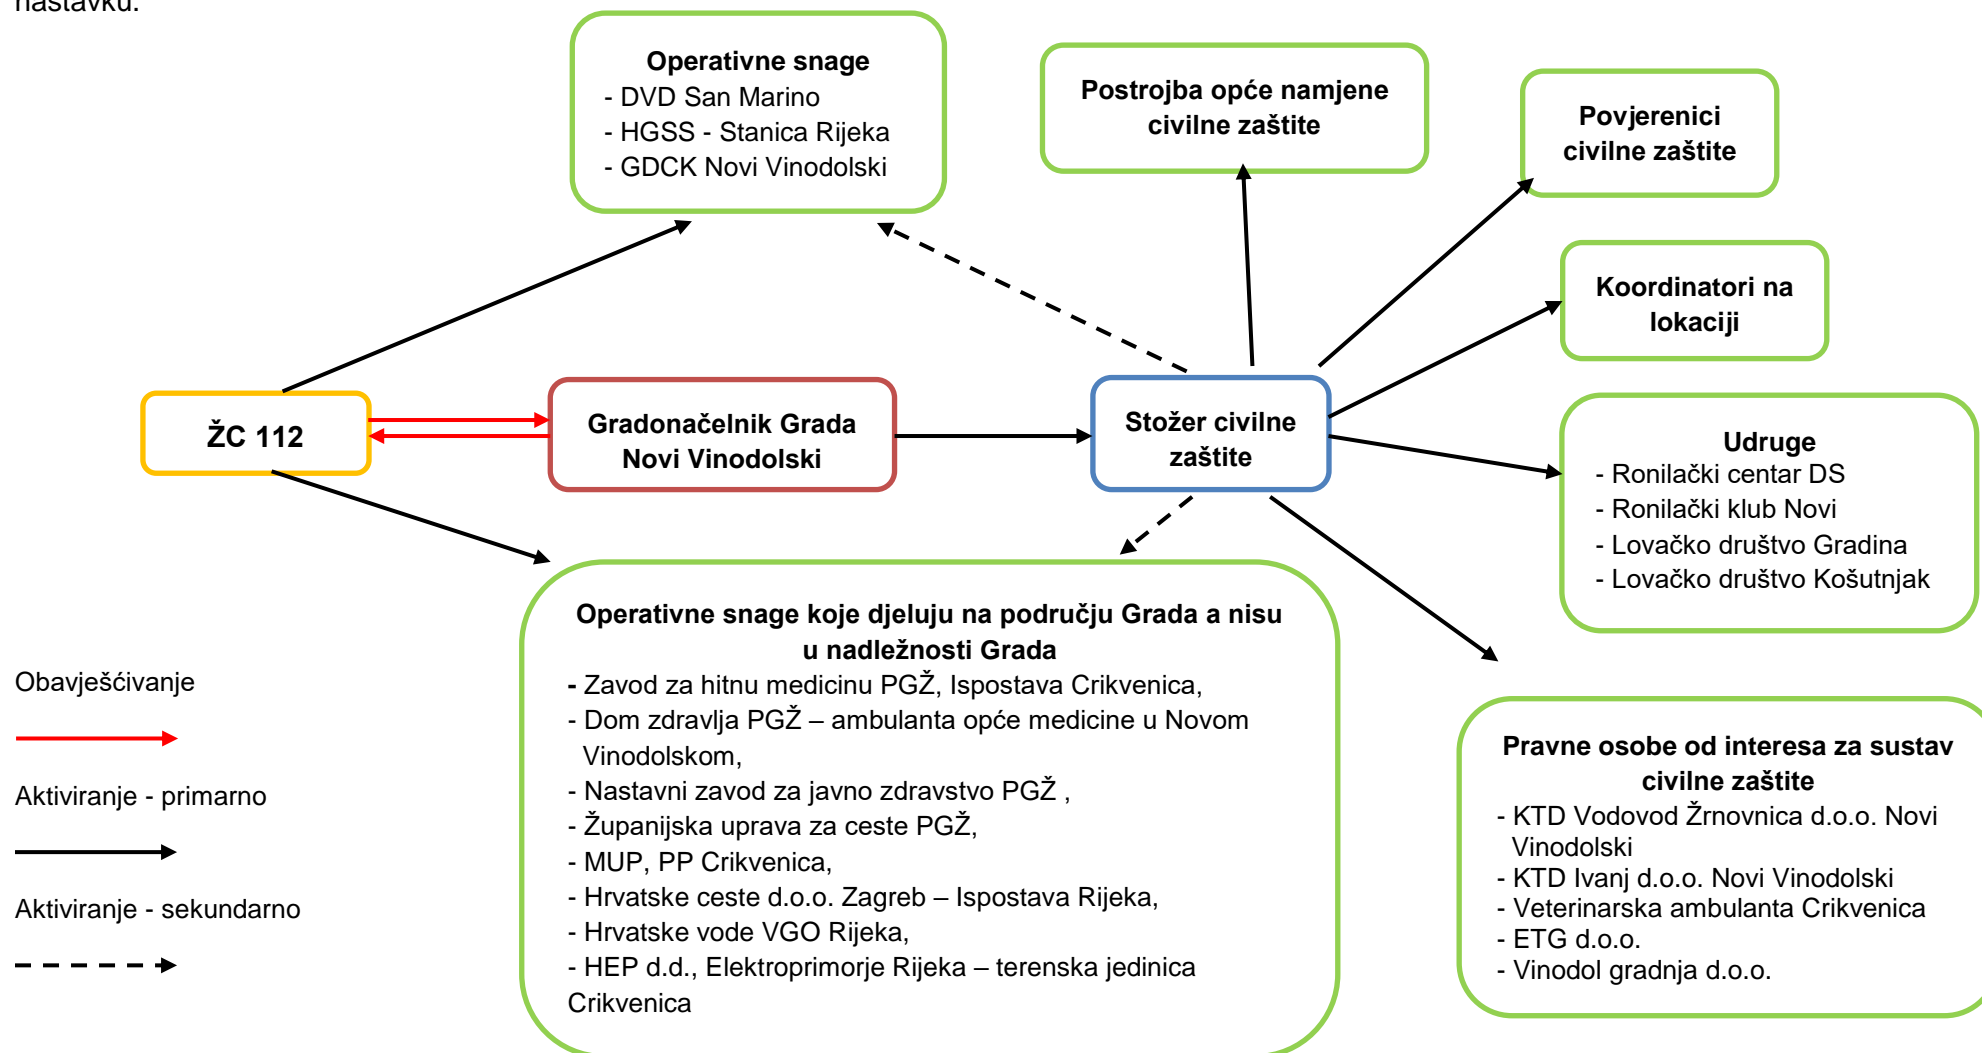 nastavku.
Operativne snage
- DVD San Marino
- HGSS - Stanica Rijeka
- GDCK Novi Vinodolski
Postrojba opće namjene
civilne zaštite
Povjerenici
civilne zaštite
Koordinatori na
lokaciji
ŽC 112
Gradonačelnik Grada
Novi Vinodolski
Stožer civilne
zaštite
Udruge
- Ronilački centar DS
- Ronilački klub Novi
- Lovačko društvo Gradina
- Lovačko društvo Košutnjak
Operativne snage koje djeluju na području Grada a nisu
u nadležnosti Grada
- Zavod za hitnu medicinu PGŽ, Ispostava Crikvenica,
- Dom zdravlja PGŽ – ambulanta opće medicine u Novom
Vinodolskom,
- Nastavni zavod za javno zdravstvo PGŽ ,
- Županijska uprava za ceste PGŽ,
- MUP, PP Crikvenica,
- Hrvatske ceste d.o.o. Zagreb – Ispostava Rijeka,
- Hrvatske vode VGO Rijeka,
- HEP d.d., Elektroprimorje Rijeka – terenska jedinica
Crikvenica
Pravne osobe od interesa za sustav
civilne zaštite
- KTD Vodovod Žrnovnica d.o.o. Novi
Vinodolski
- KTD Ivanj d.o.o. Novi Vinodolski
- Veterinarska ambulanta Crikvenica
- ETG d.o.o.
- Vinodol gradnja d.o.o.
Obavješćivanje
Aktiviranje - primarno
Aktiviranje - sekundarno